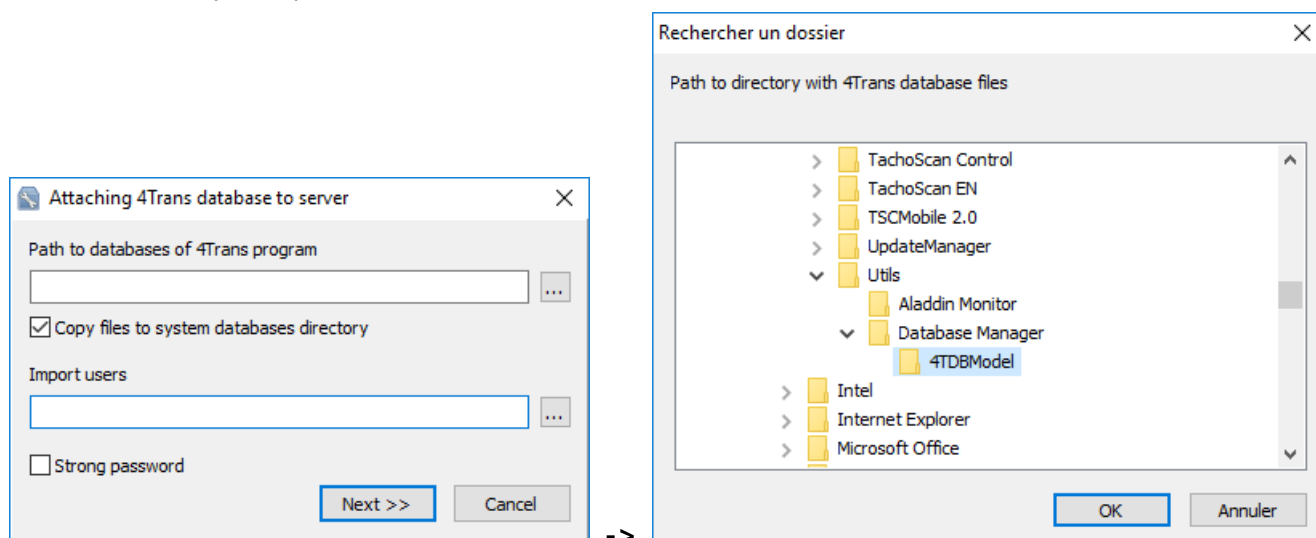 Attaching 4Trans database to server
Path to databases of 4Trans program
...
Copy files to system databases directory
Import users
...
Strong password
Next >>
Cancel
->
Rechercher un dossier
Path to directory with 4Trans database files
TachoScan Control
TachoScan EN
TSCMobile 2.0
UpdateManager
Utils
Aladdin Monitor
Database Manager
4TDBModel
Intel
Internet Explorer
Microsoft Office
OK
Annuler